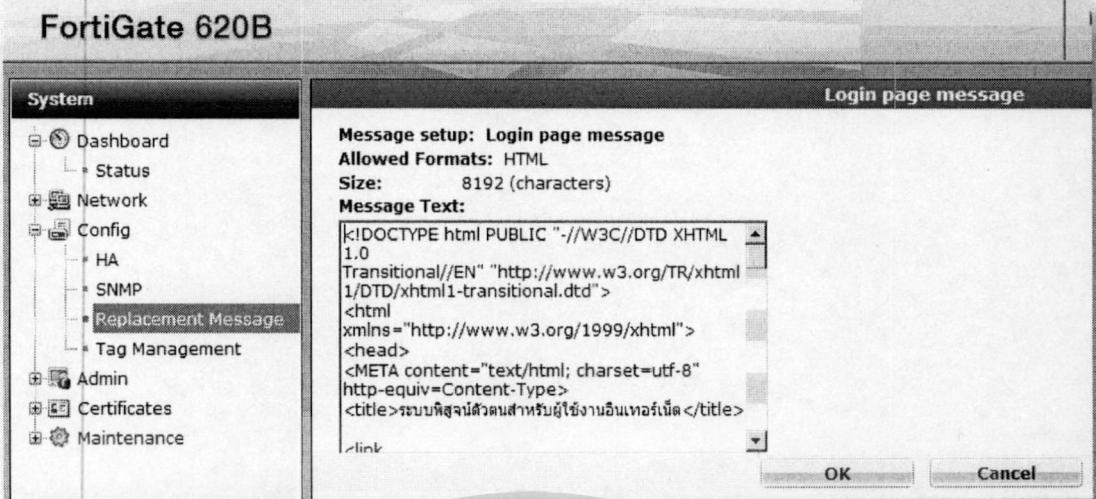 FortiGate 620B
System
Dashboard
Status
Network
Config
HA
SNMP
Replacement Message
Tag Management
Admin
Certificates
Maintenance
Login page message
Message setup: Login page message
Allowed Formats: HTML
Size: 8192 (characters)
Message Text:
<!DOCTYPE html PUBLIC "-//W3C//DTD XHTML
1.0
Transitional//EN" "http://www.w3.org/TR/xhtml
1/DTD/xhtml1-transitional.dtd">
<html
xmlns="http://www.w3.org/1999/xhtml">
<head>
<META content="text/html; charset=utf-8"
http-equiv=Content-Type>
<title>ระบบพิสูจน์ตัวตนสำหรับผู้ใช้งานอินเทอร์เน็ต</title>
<link
OK Cancel